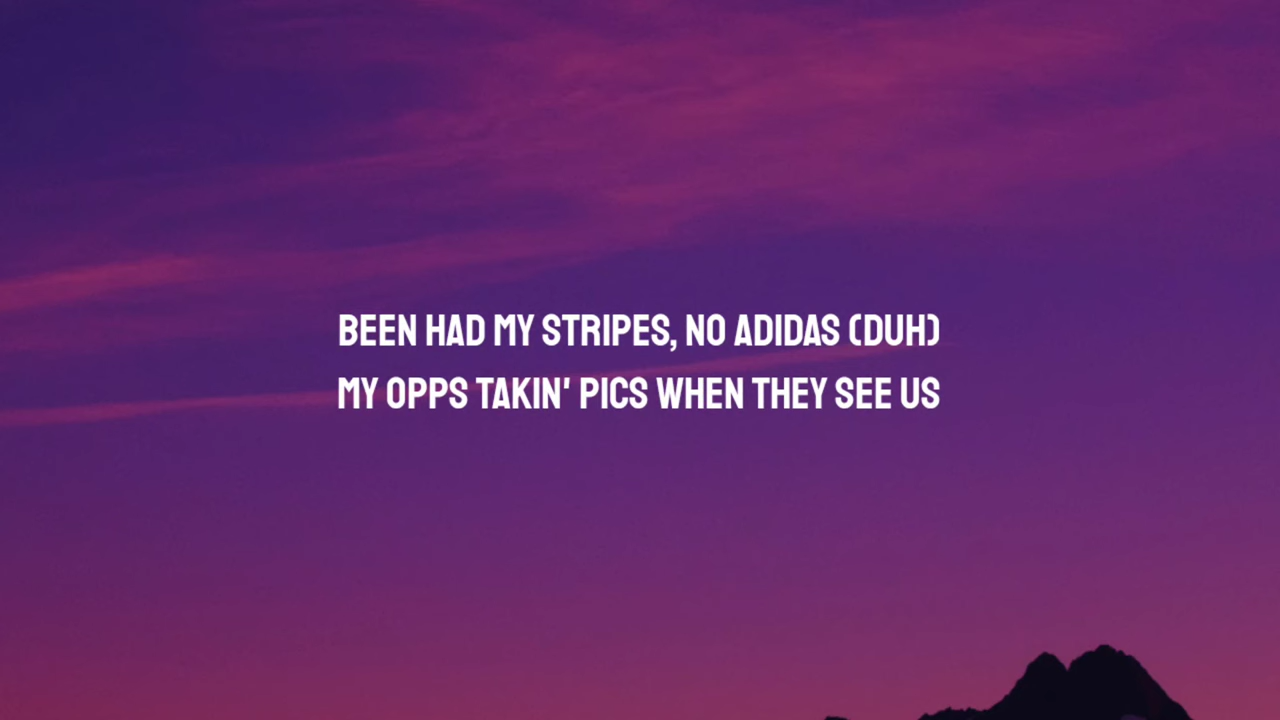 BEEN HAD MY STRIPES, NO ADIDAS (DUH)
MY OPPS TAKIN' PICS WHEN THEY SEE US